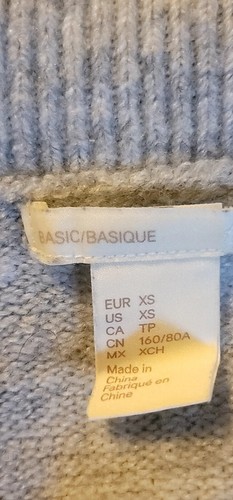 BASIC/BASIQUE
EUR XS
US XS
CA TP
CN 160/80A
MX XCH
Made in
China
Fabriqué en
Chine